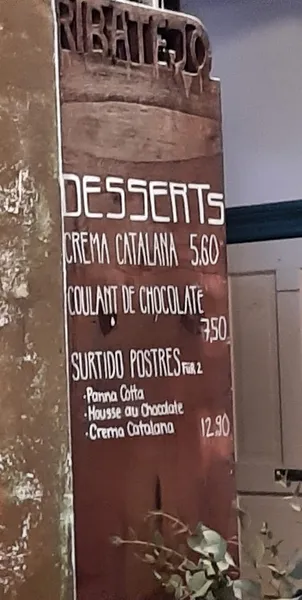 RIBATEJO
DESSERTS
CREMA CATALANA 5.60
COULANT DE CHOCOLATE
7,50
SURTIDO POSTRES FÜR 2
· Panna Cotta
· Mousse au Chocolate
· Crema Catalana 12.90